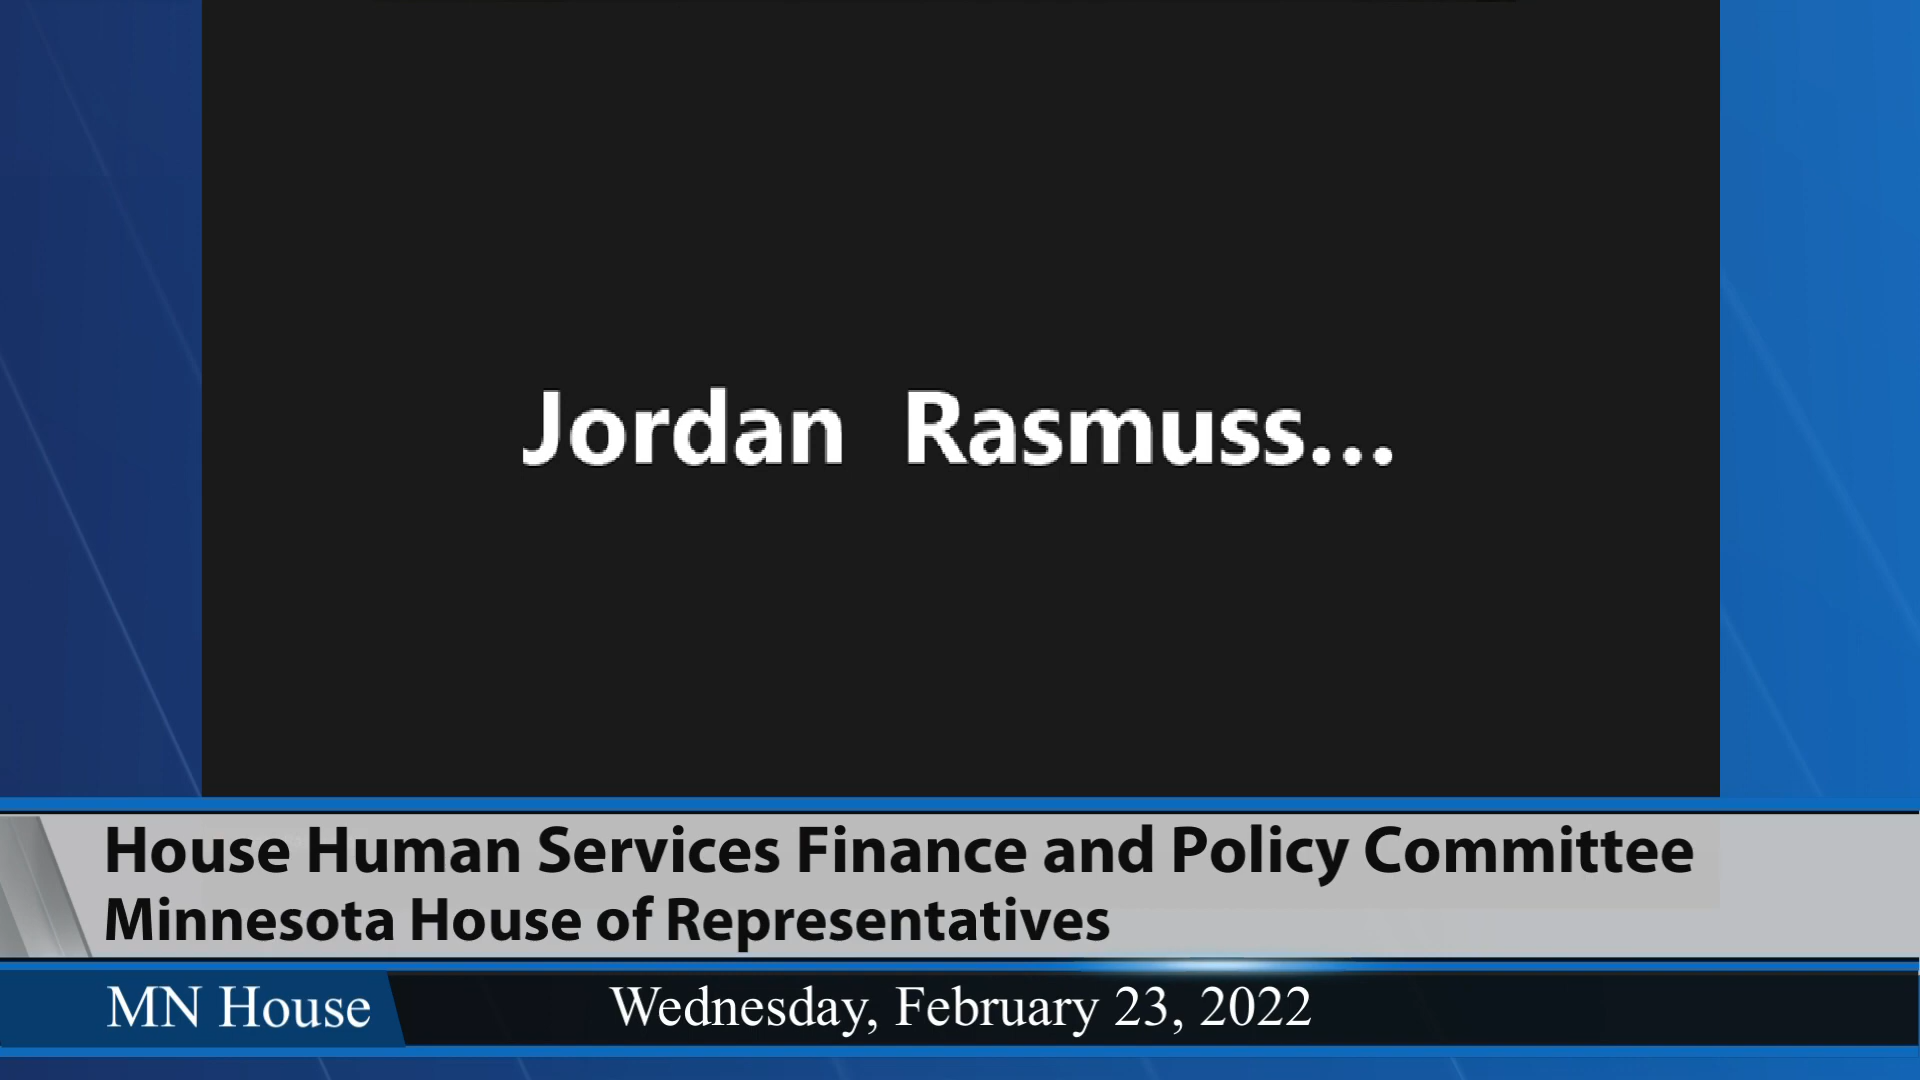 Jordan  Rasmuss...
House Human Services Finance and Policy Committee
Minnesota House of Representatives
MN House
Wednesday, February 23, 2022